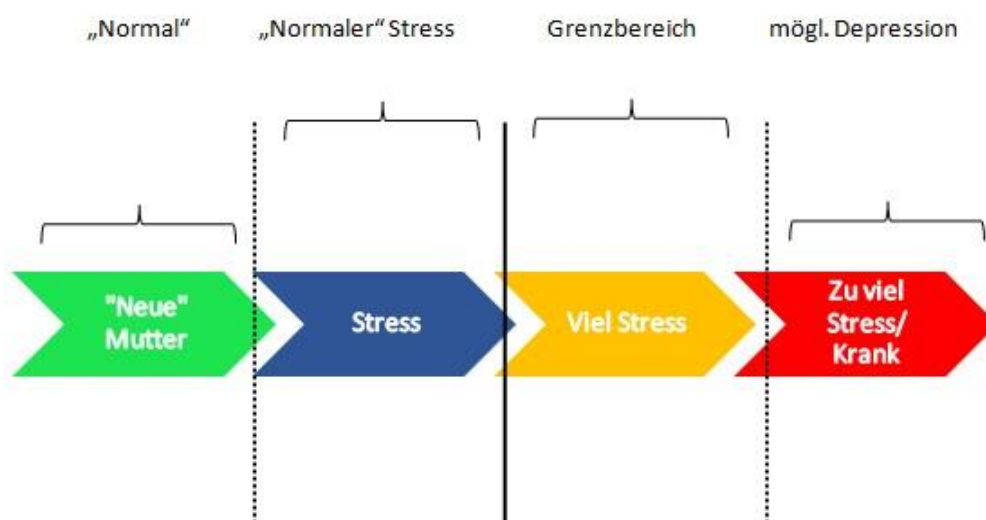 „Normal“
„Normaler“ Stress
Grenzbereich
mögl. Depression
"Neue"
Mutter
Stress
Viel Stress
Zu viel
Stress/
Krank